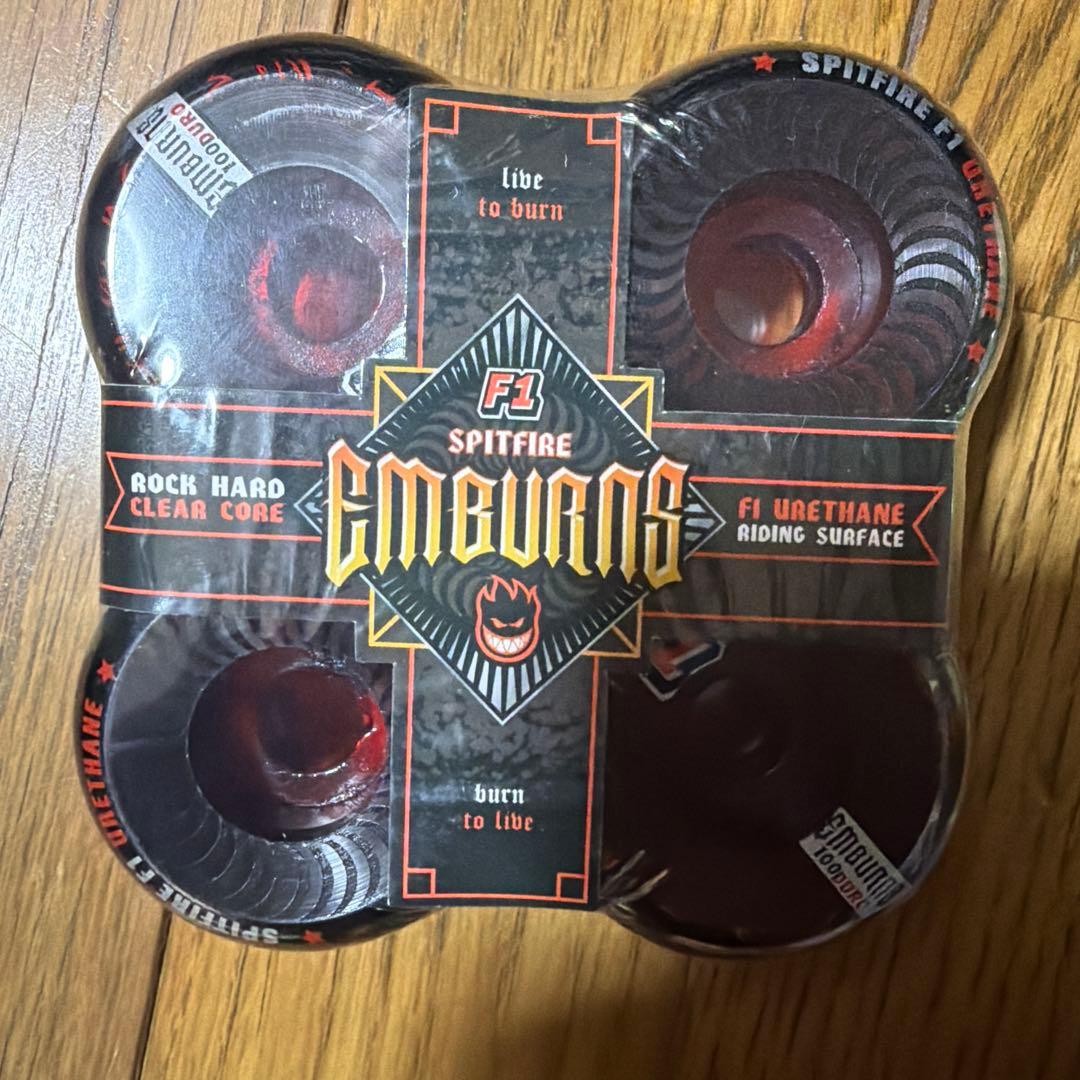 EMBURNS
100DURO
SPITFIRE F1 URETHANE
live
to burn
F1
SPITFIRE
EMBURNS
ROCK HARD
CLEAR CORE
F1 URETHANE
RIDING SURFACE
burn
to live
SPITFIRE F1 URETHANE
EMBURNS
100DURO